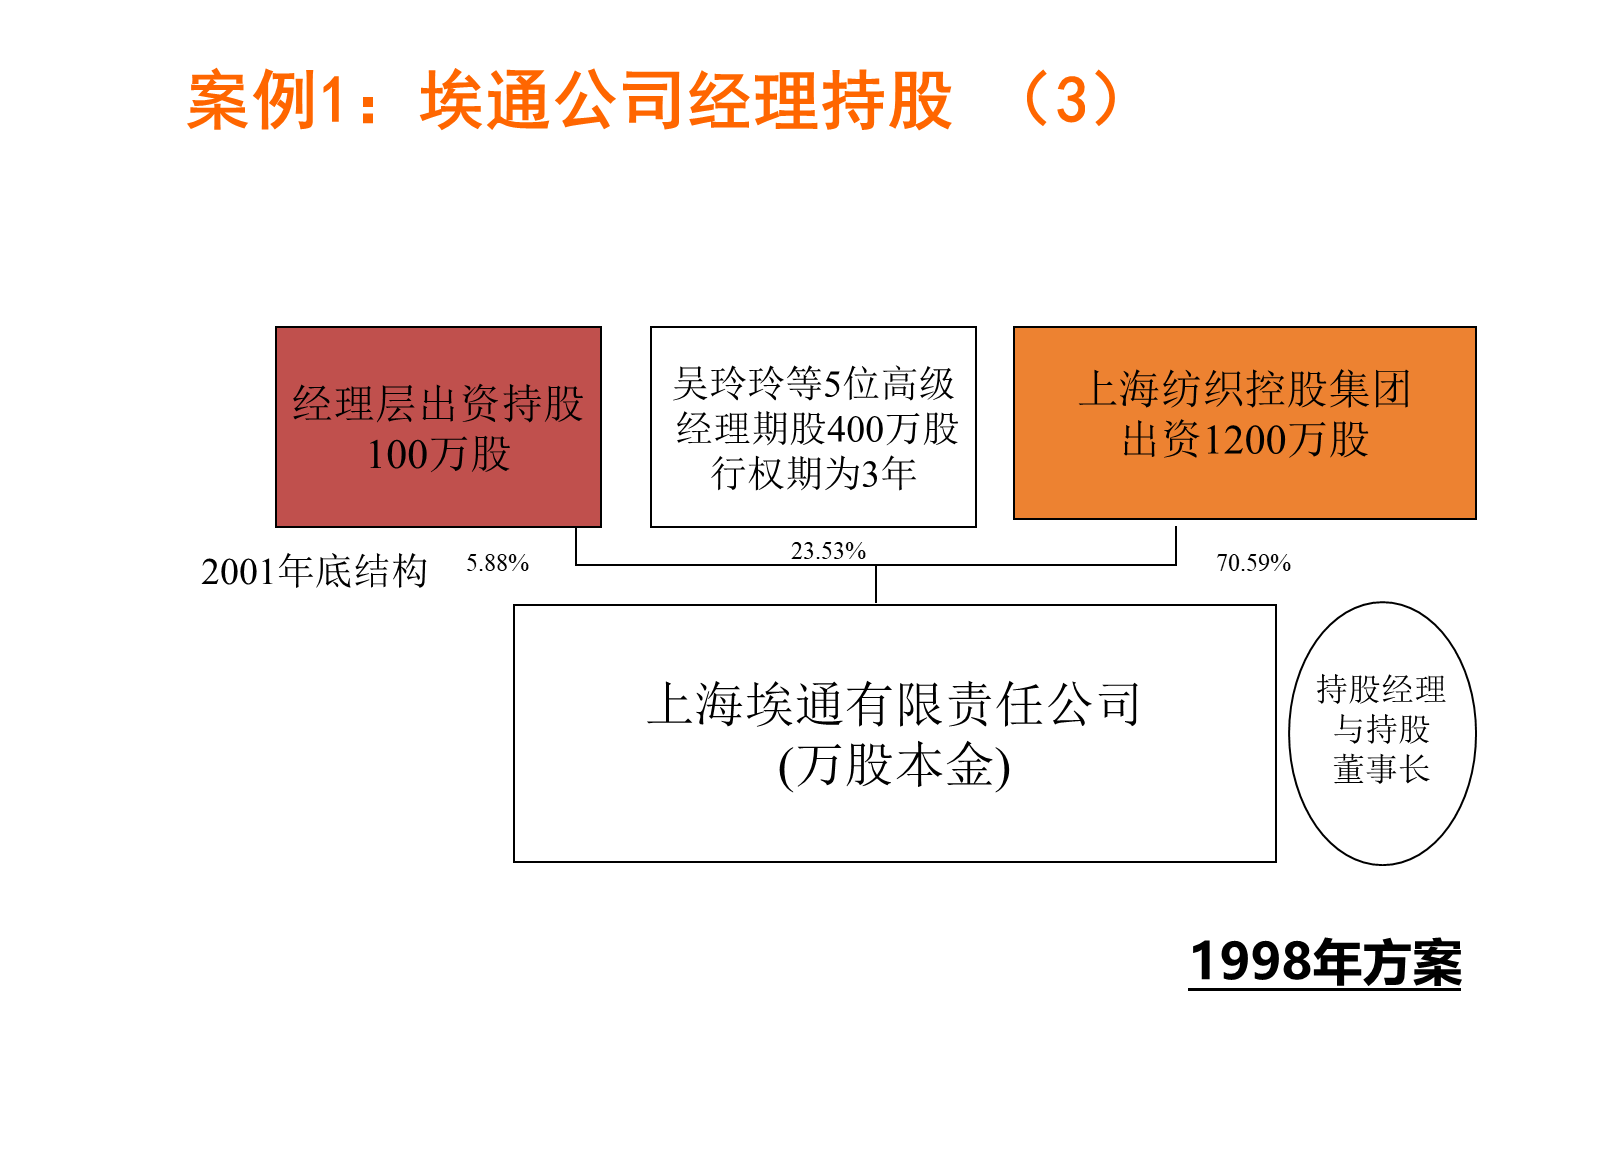 案例1：埃通公司经理持股 （3）
经理层出资持股
100万股
吴玲玲等5位高级
经理期股400万股
行权期为3年
上海纺织控股集团
出资1200万股
2001年底结构
5.88%
23.53%
70.59%
上海埃通有限责任公司
(万股本金)
持股经理
与持股
董事长
1998年方案